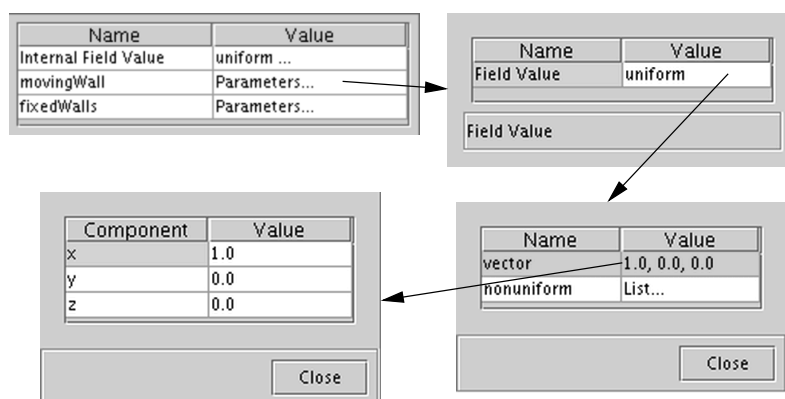 Name Value
Internal Field Value uniform ...
movingWall Parameters...
fixedWalls Parameters...
Name Value
Field Value uniform
Field Value
Component Value
x 1.0
y 0.0
z 0.0
Close
Name Value
vector 1.0, 0.0, 0.0
nonuniform List...
Close